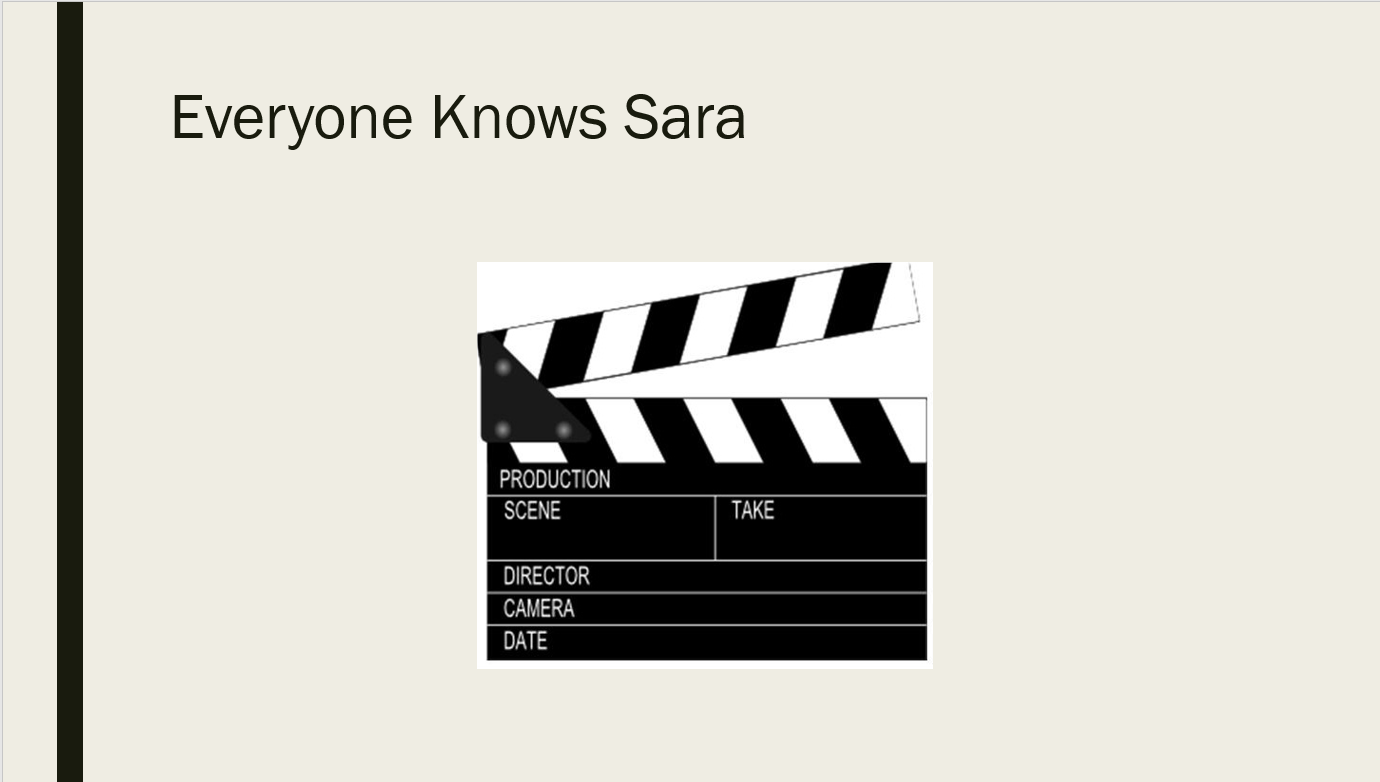 Everyone Knows Sara
PRODUCTION
SCENE TAKE
DIRECTOR
CAMERA
DATE